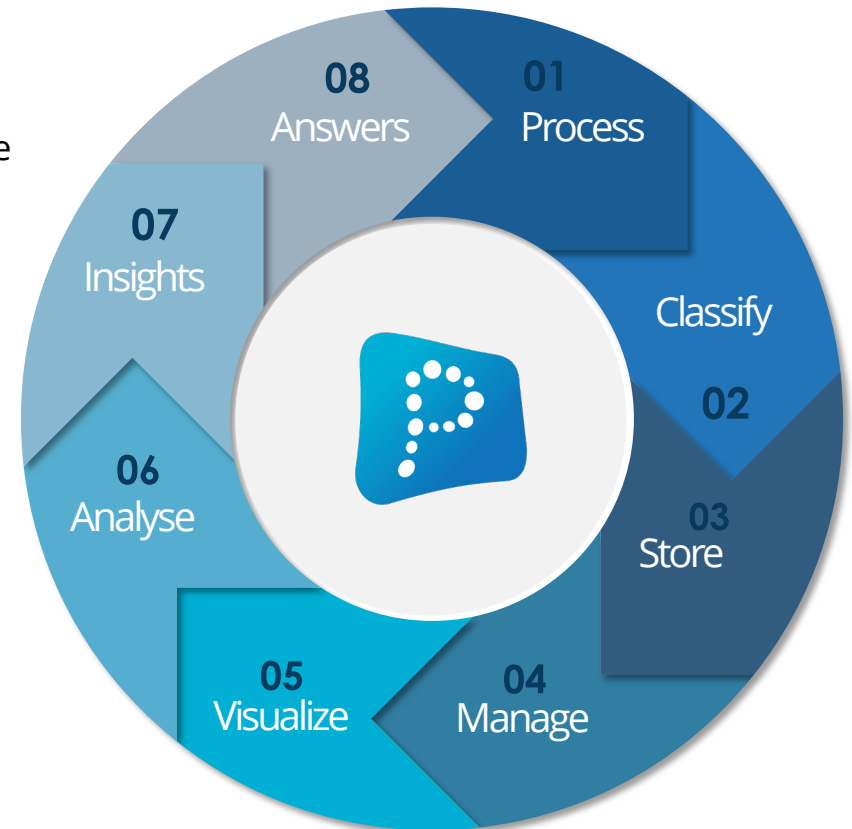 01
Process
Classify
02
03
Store
04
Manage
05
Visualize
06
Analyse
07
Insights
08
Answers
e
P